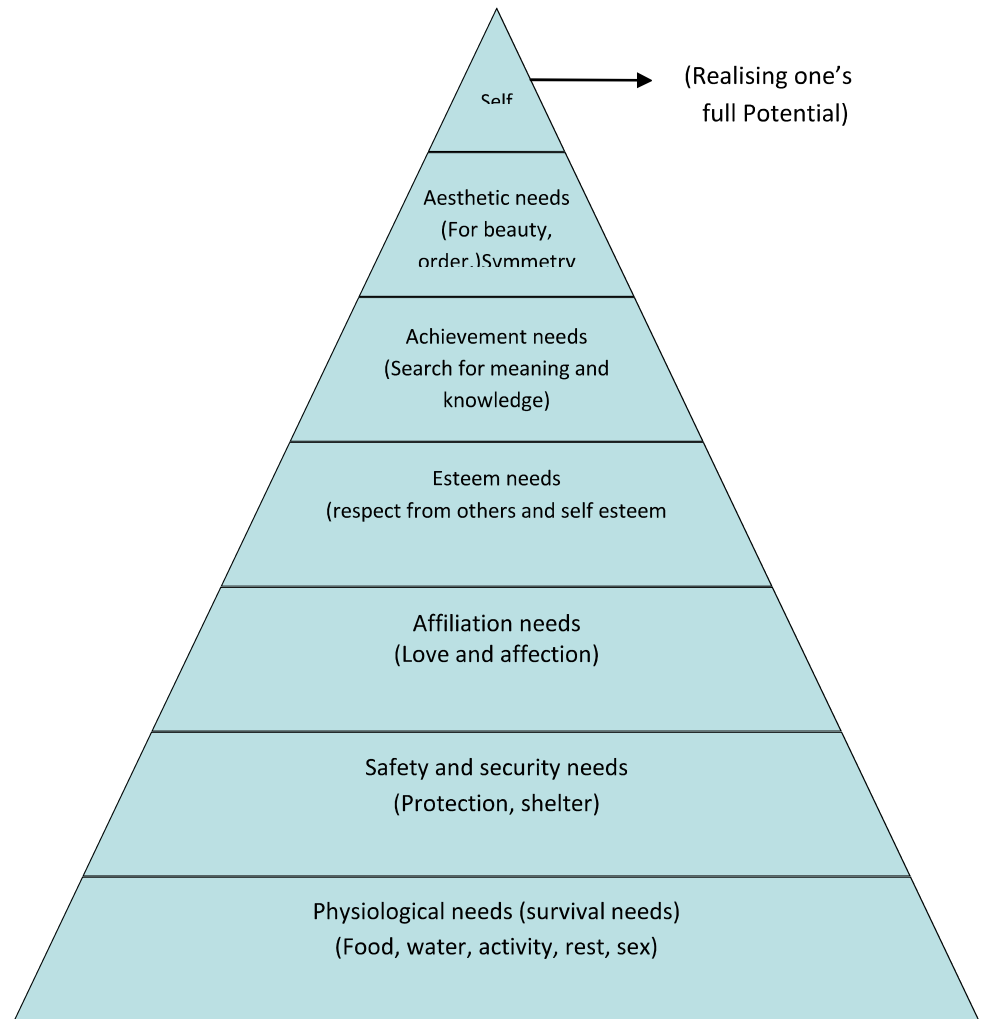 (Realising one's
full Potential)
Self
Aesthetic needs
(For beauty,
order.)Symmetry
Achievement needs
(Search for meaning and
knowledge)
Esteem needs
(respect from others and self esteem
Affiliation needs
(Love and affection)
Safety and security needs
(Protection, shelter)
Physiological needs (survival needs)
(Food, water, activity, rest, sex)